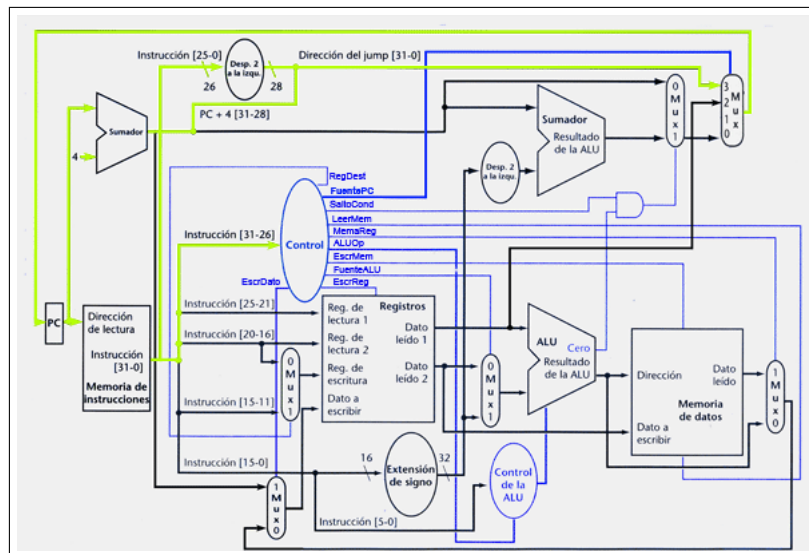 Instrucción [25-0]
Desp. 2
a la izqu.
Dirección del jump [31-0]
26
28
PC + 4 [31-28]
Sumador
4
Sumador
Resultado
de la ALU
0
M
u
x
1
3
2
1
0
M
u
x
Desp. 2
a la izqu.
RegDest
FuentePC
SaltoCond
LeerMem
MemaReg
ALUOp
EscrMem
FuenteALU
EscrReg
EscrDato
Control
Instrucción [31-26]
Instrucción [25-21]
Instrucción [20-16]
Instrucción [15-11]
Instrucción [15-0]
Instrucción [5-0]
PC
Dirección
de lectura
Instrucción
[31-0]
Memoria de
instrucciones
0
M
u
x
1
Registros
Reg. de
lectura 1
Reg. de
lectura 2
Reg. de
escritura
Dato a
escribir
Dato
leído 1
Dato
leído 2
0
M
u
x
1
ALU
Cero
Resultado
de la ALU
Dirección
Dato
leído
Memoria
de datos
Dato a
escribir
1
M
u
x
0
16
Extensión
de signo
32
Control
de la
ALU
1
M
u
x
0